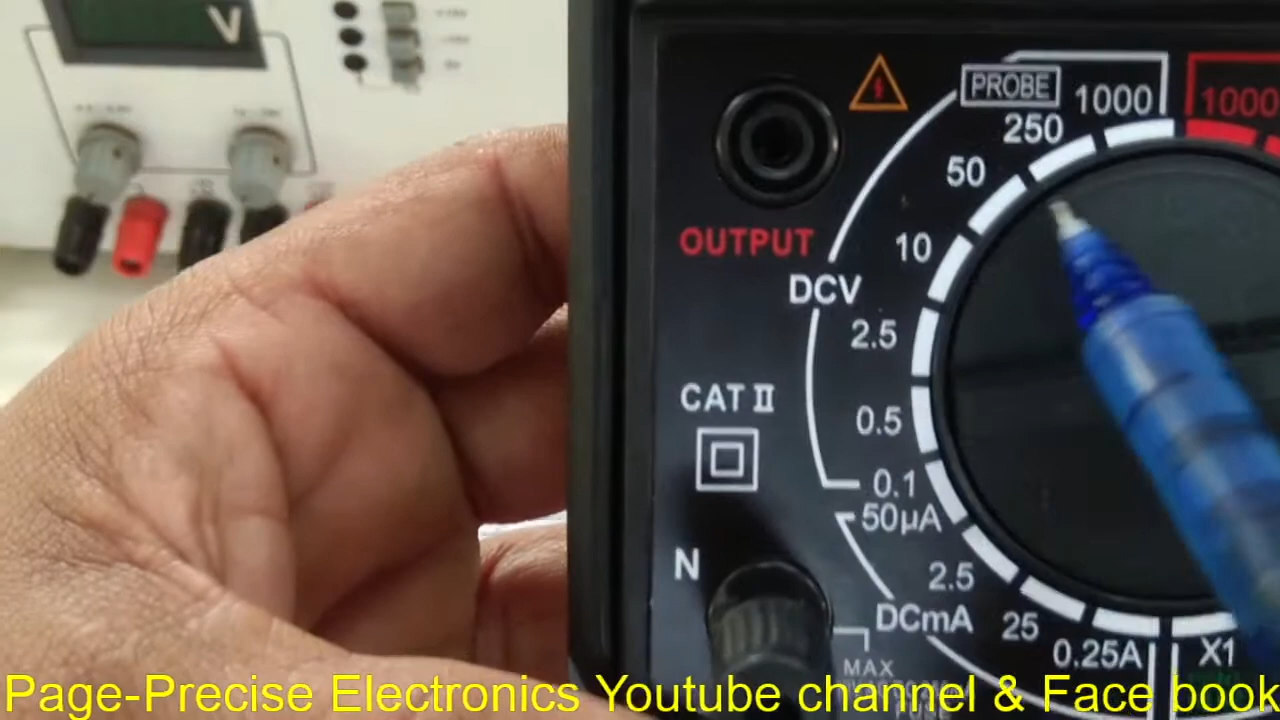 V
PROBE
1000
1000
250
50
10
OUTPUT
DCV
2.5
CAT II
0.5
0.1
50µA
N
2.5
DCmA
25
0.25A
X1
MAX
Page-Precise Electronics Youtube channel & Face book